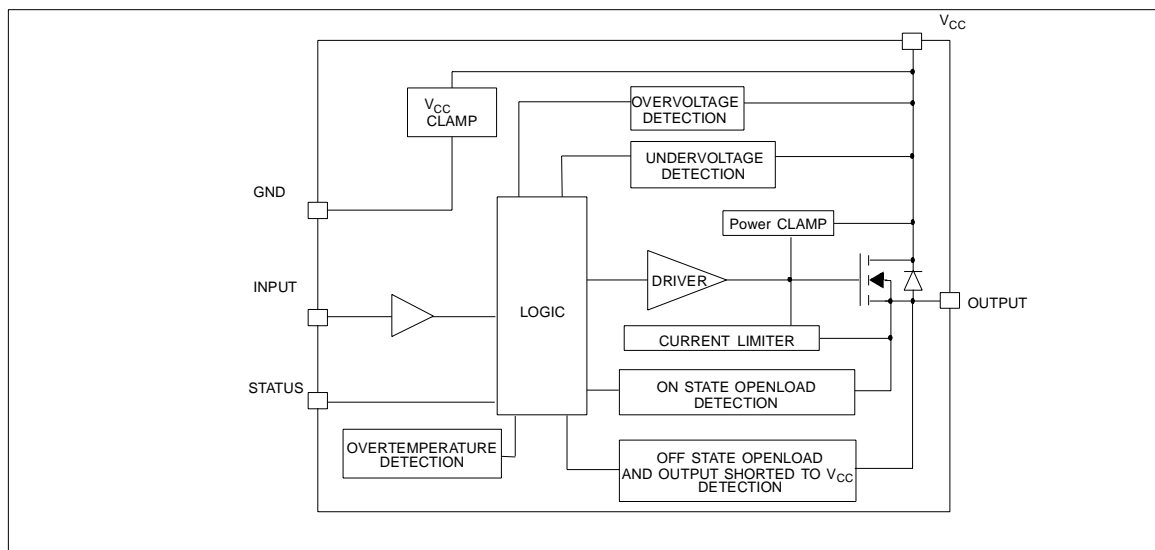 VCC
VCC
CLAMP
OVERVOLTAGE
DETECTION
UNDERVOLTAGE
DETECTION
GND
Power CLAMP
DRIVER
INPUT
OUTPUT
LOGIC
CURRENT LIMITER
ON STATE OPENLOAD
DETECTION
STATUS
OVERTEMPERATURE
DETECTION
OFF STATE OPENLOAD
AND OUTPUT SHORTED TO VCC
DETECTION